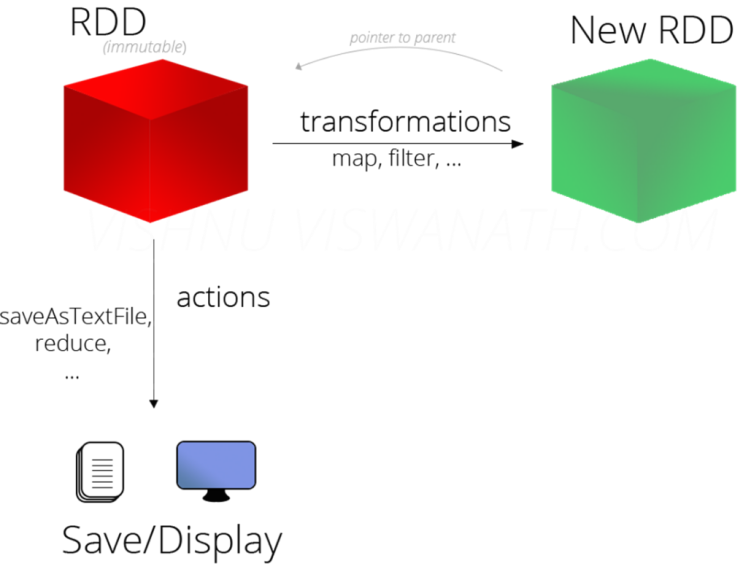 RDD
(immutable)
pointer to parent
New RDD
transformations
map, filter, ...
VISHNU VISWANATH.COM
actions
saveAsTextFile,
reduce,
...
Save/Display